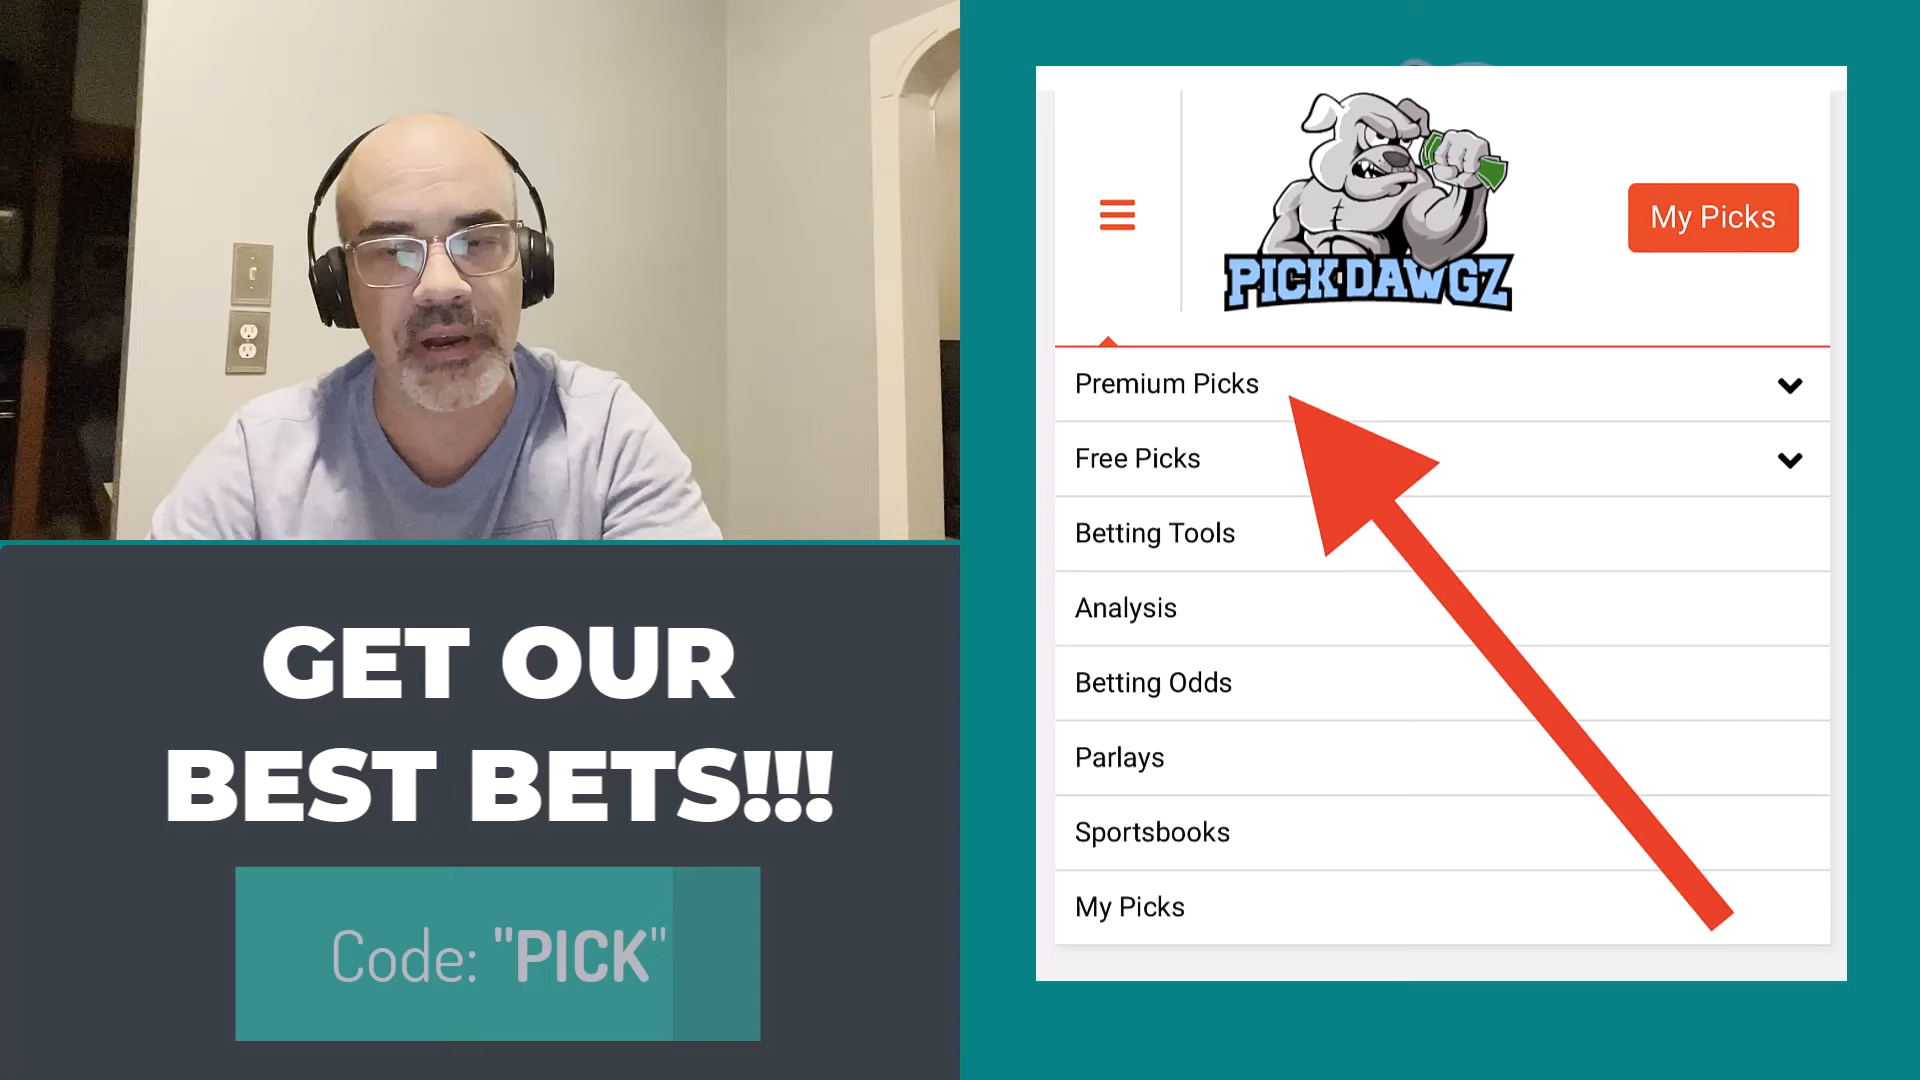 GET OUR
BEST BETS!!!
Code: "PICK"
PICKDAWGZ
My Picks
Premium Picks
Free Picks
Betting Tools
Analysis
Betting Odds
Parlays
Sportsbooks
My Picks